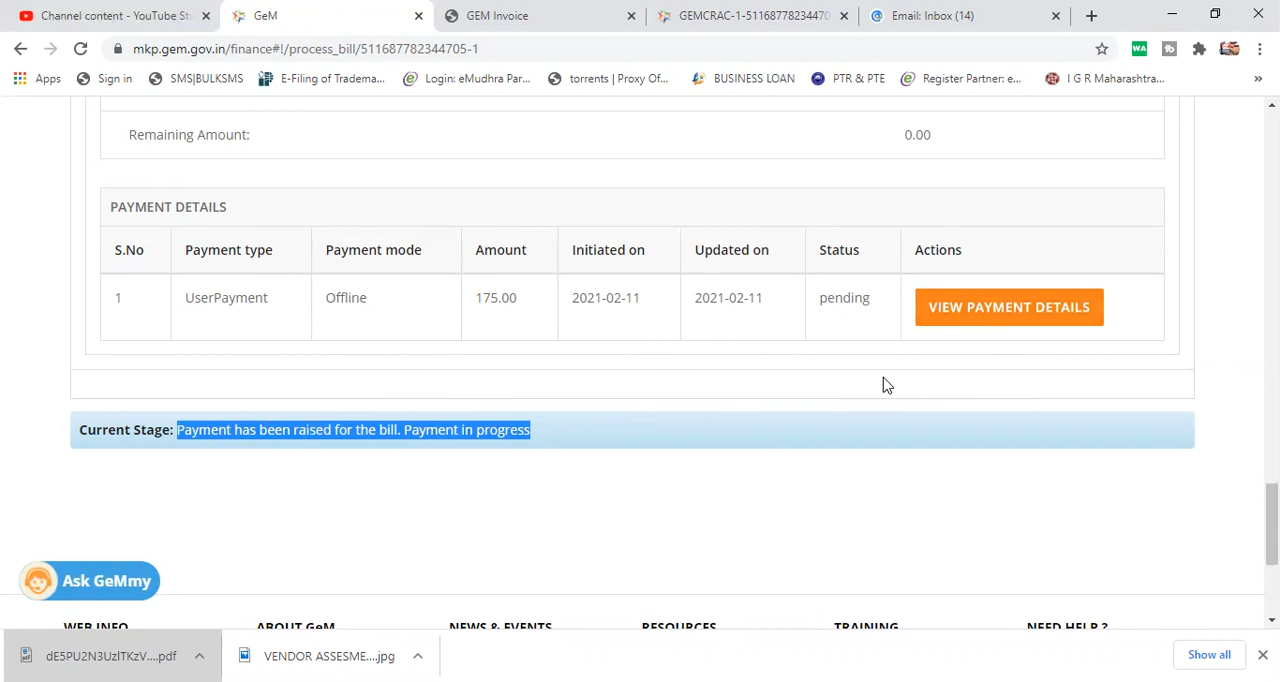 Channel content - YouTube St
GeM
GEM Invoice
GEMCRAC-1-51168778234470
Email: Inbox (14)
mkp.gem.gov.in/finance#!/process_bill/511687782344705-1
Apps
Sign in
SMS|BULKSMS
E-Filing of Tradema...
Login: eMudhra Par...
torrents | Proxy Of...
BUSINESS LOAN
PTR & PTE
Register Partner: e...
I G R Maharashtra...
»
Remaining Amount: 0.00
PAYMENT DETAILS
S.No Payment type Payment mode Amount Initiated on Updated on Status Actions
1 UserPayment Offline 175.00 2021-02-11 2021-02-11 pending VIEW PAYMENT DETAILS
Current Stage: Payment has been raised for the bill. Payment in progress
Ask GeMmy
WEB INFO ABOUT GeM NEWS & EVENTS RESOURCES TRAINING NEED HELP ?
dE5PU2N3UzlTKzV....pdf
VENDOR ASSESME....jpg
Show all